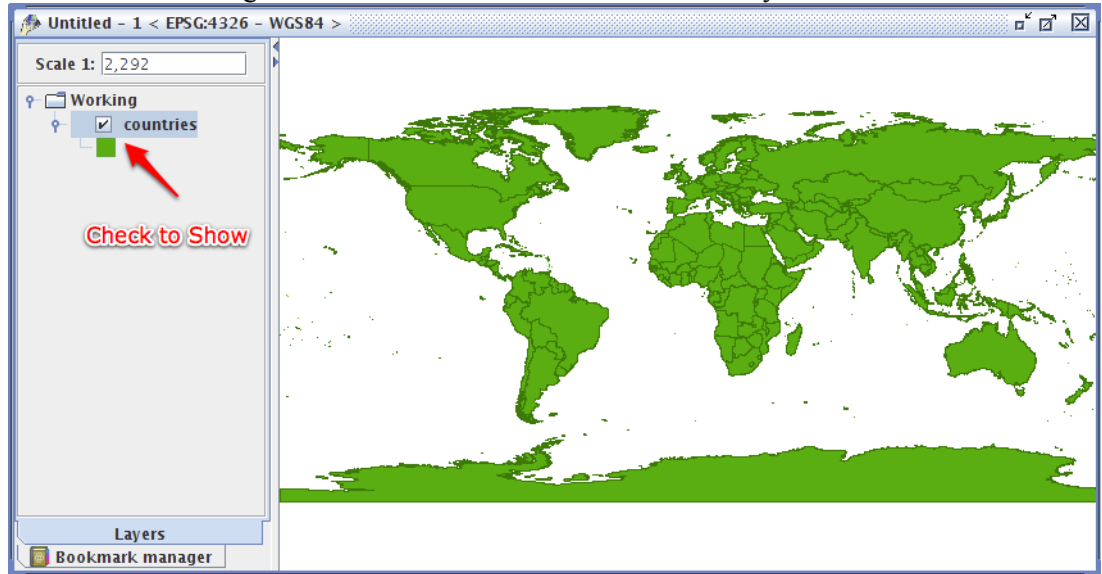 Untitled - 1 < EPSG:4326 - WGS84 >
Scale 1: 2,292
Working
countries
Check to Show
Layers
Bookmark manager